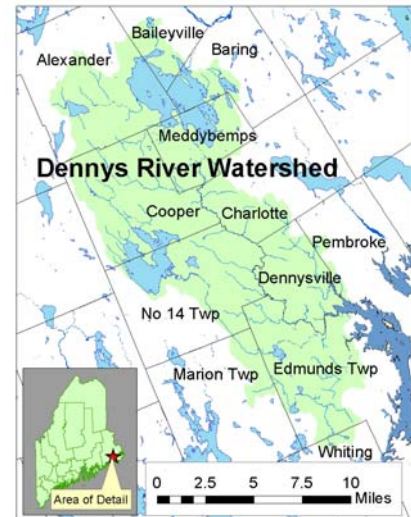 Baileyville
Baring
Alexander
Meddybemps
Dennys River Watershed
Cooper
Charlotte
Pembroke
Dennysville
No 14 Twp
Marion Twp
Edmunds Twp
Whiting
Area of Detail
0 2.5 5 7.5 10
Miles